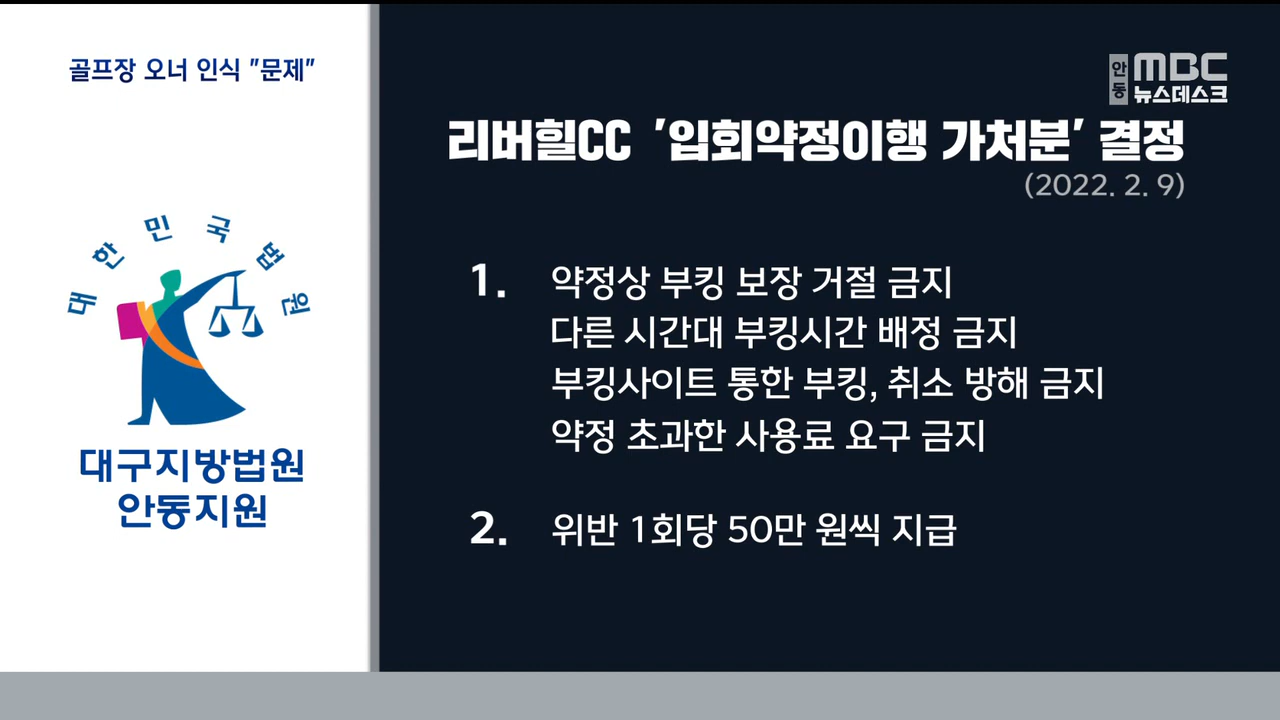 골프장 오너 인식 "문제"
안동
MBC
뉴스데스크
리버힐CC '입회약정이행 가처분' 결정
(2022. 2. 9)
대한민국법원
대구지방법원
안동지원
1. 약정상 부킹 보장 거절 금지
다른 시간대 부킹시간 배정 금지
부킹사이트 통한 부킹, 취소 방해 금지
약정 초과한 사용료 요구 금지
2. 위반 1회당 50만 원씩 지급